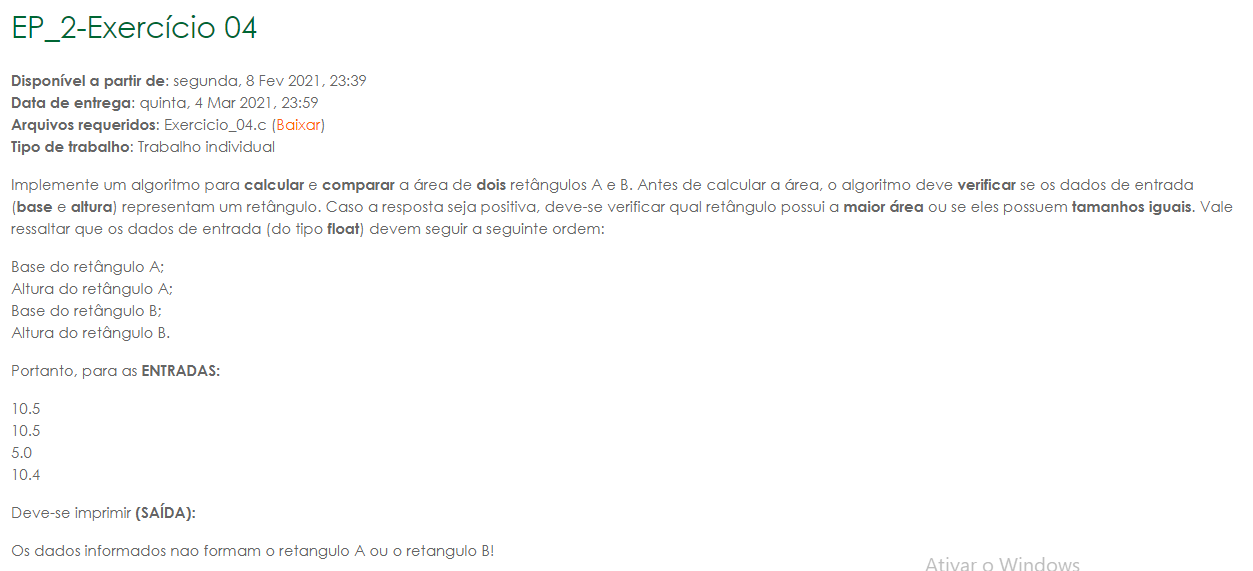 EP_2-Exercício 04
Disponível a partir de: segunda, 8 Fev 2021, 23:39
Data de entrega: quinta, 4 Mar 2021, 23:59
Arquivos requeridos: Exercicio_04.c (Baixar)
Tipo de trabalho: Trabalho individual
Implemente um algoritmo para calcular e comparar a área de dois retângulos A e B. Antes de calcular a área, o algoritmo deve verificar se os dados de entrada
(base e altura) representam um retângulo. Caso a resposta seja positiva, deve-se verificar qual retângulo possui a maior área ou se eles possuem tamanhos iguais. Vale
ressaltar que os dados de entrada (do tipo float) devem seguir a seguinte ordem:
Base do retângulo A;
Altura do retângulo A;
Base do retângulo B;
Altura do retângulo B.
Portanto, para as ENTRADAS:
10.5
10.5
5.0
10.4
Deve-se imprimir (SAÍDA):
Os dados informados nao formam o retangulo A ou o retangulo B!
Ativar o Windows